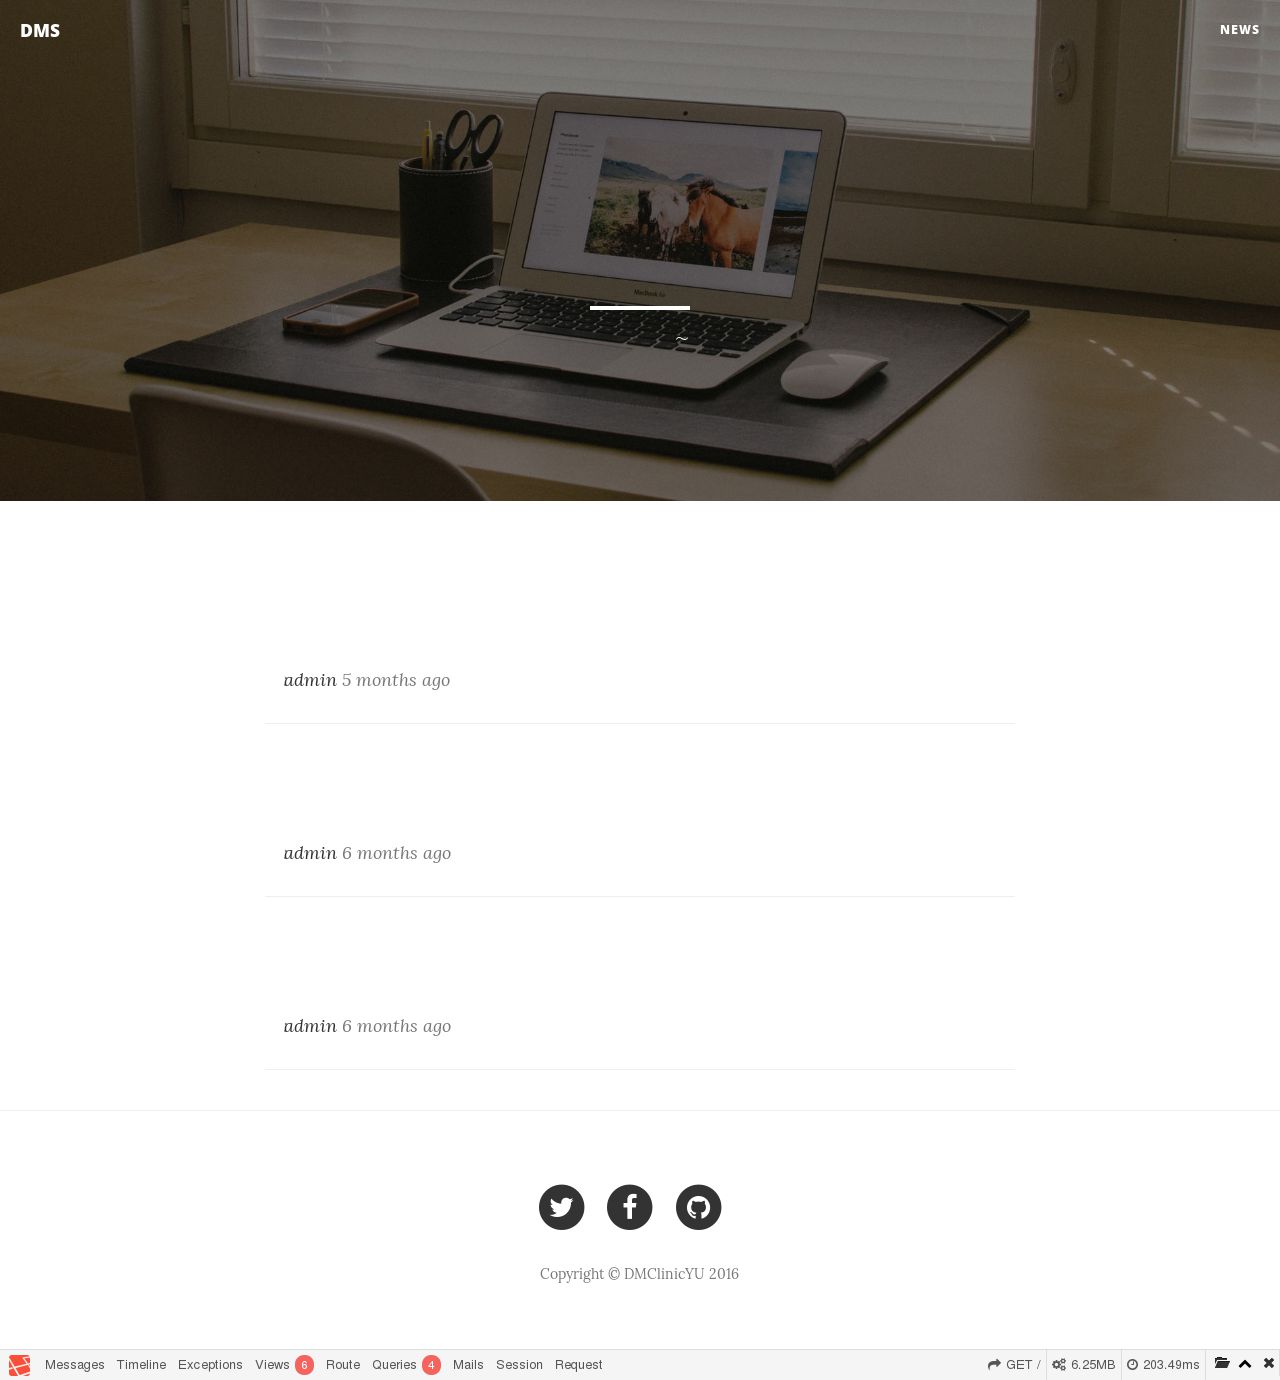 DMS
NEWS
~
admin 5 months ago
admin 6 months ago
admin 6 months ago
Copyright © DMClinicYU 2016
Messages Timeline Exceptions Views 6 Route Queries 4 Mails Session Request GET / 6.25MB 203.49ms